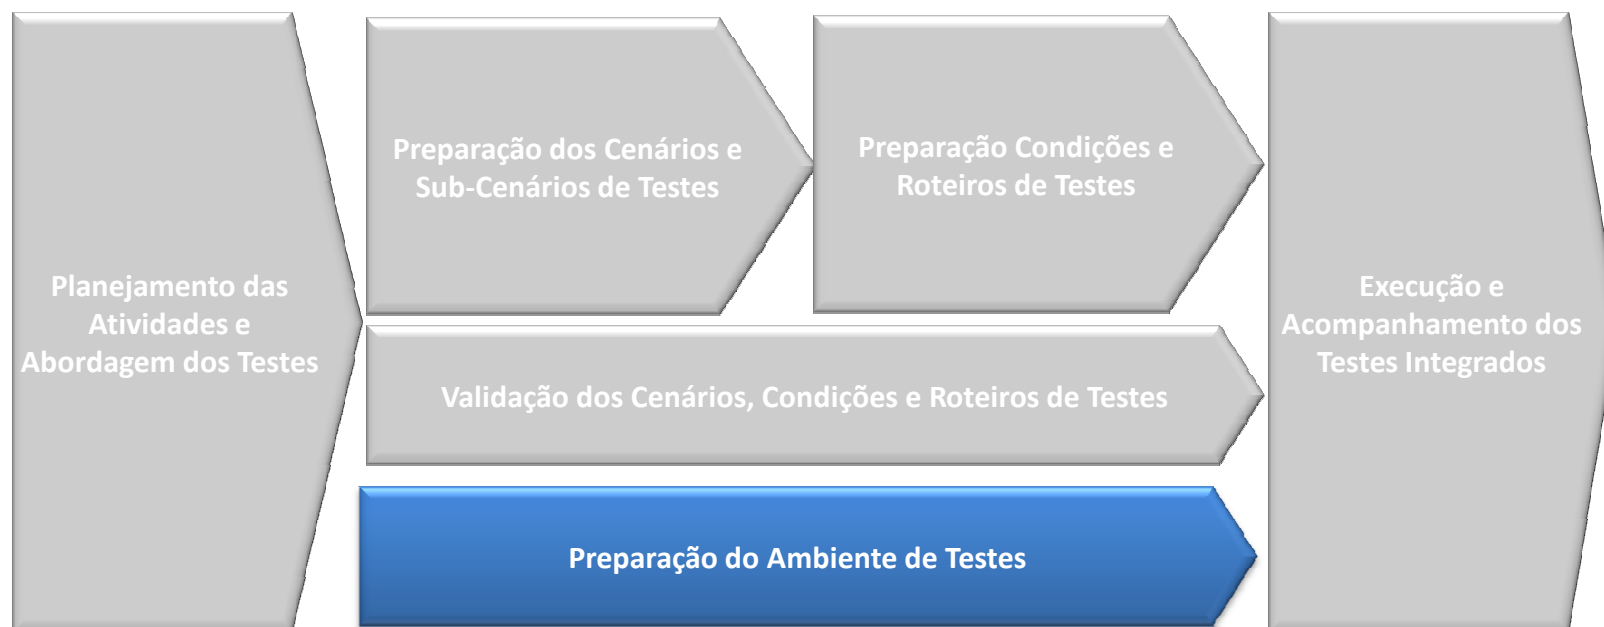 Planejamento das
Atividades e
Abordagem dos Testes
Preparação dos Cenários e
Sub-Cenários de Testes
Preparação Condições e
Roteiros de Testes
Validação dos Cenários, Condições e Roteiros de Testes
Preparação do Ambiente de Testes
Execução e
Acompanhamento dos
Testes Integrados